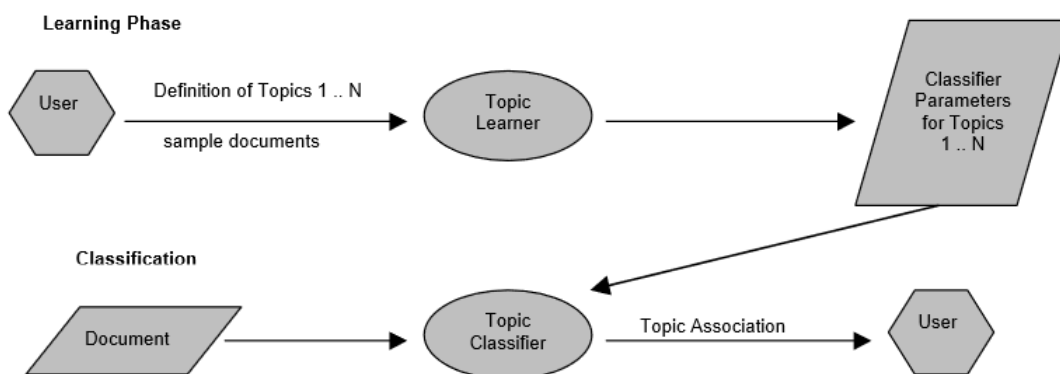 Learning Phase
User
Definition of Topics 1 .. N
sample documents
Topic
Learner
Classifier
Parameters
for Topics
1 .. N
Classification
Document
Topic
Classifier
Topic Association
User